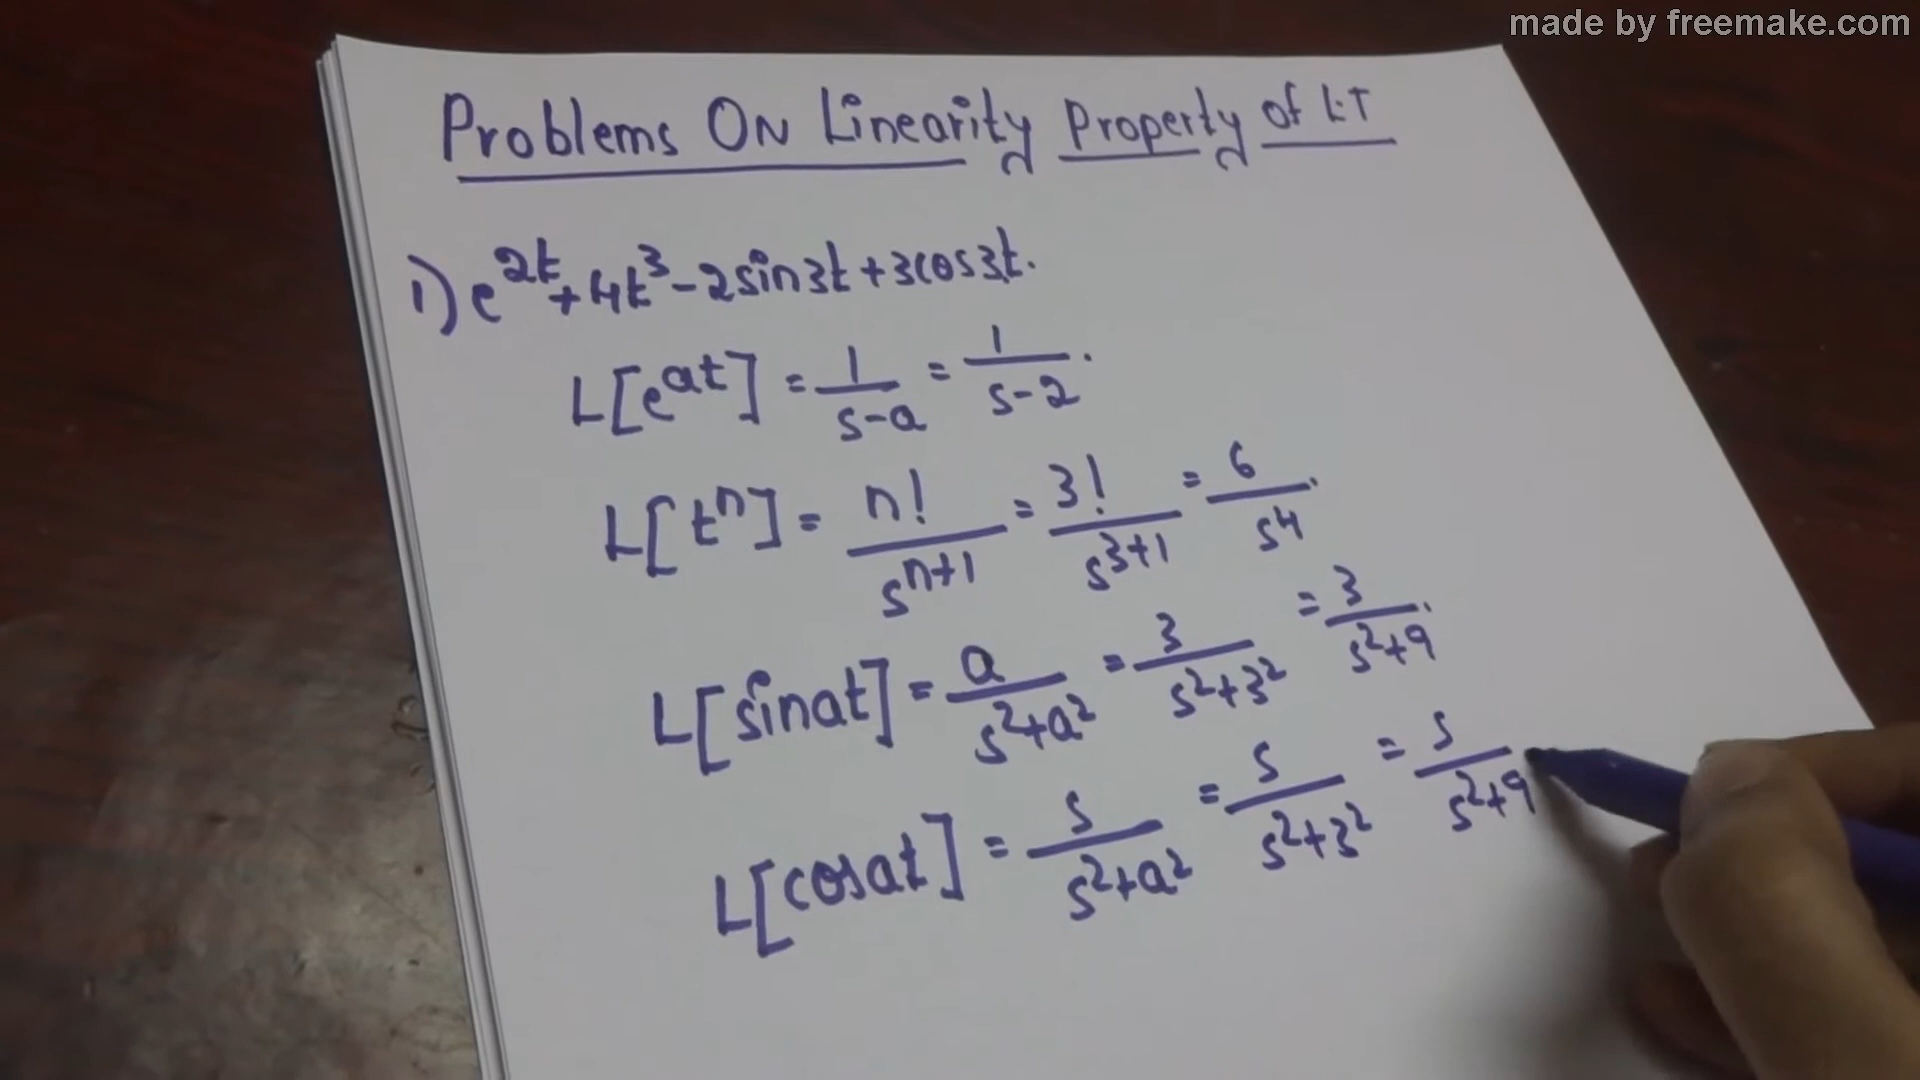 made by freemake.com
Problems On Linearity Property of L.T
1) e^2t + 4t^3 - 2sin3t + 3cos3t.
L[e^at] = 1/(s-a) = 1/(s-2).
L[t^n] = n!/s^(n+1) = 3!/s^(3+1) = 6/s^4.
L[sinat] = a/(s^2+a^2) = 3/(s^2+3^2) = 3/(s^2+9).
L[cosat] = s/(s^2+a^2) = s/(s^2+3^2) = s/(s^2+9)